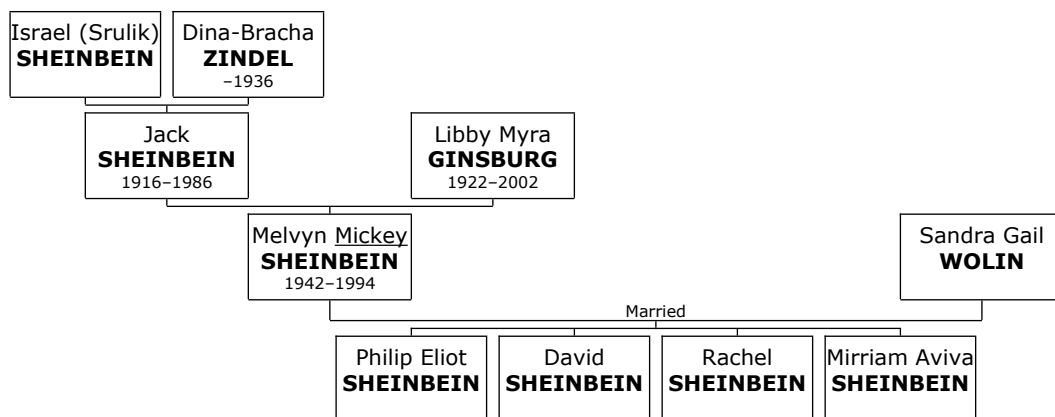 Israel (Srulik)
SHEINBEIN
Dina-Bracha
ZINDEL
–1936
Jack
SHEINBEIN
1916–1986
Libby Myra
GINSBURG
1922–2002
Melvyn Mickey
SHEINBEIN
1942–1994
Sandra Gail
WOLIN
Married
Philip Eliot
SHEINBEIN
David
SHEINBEIN
Rachel
SHEINBEIN
Mirriam Aviva
SHEINBEIN